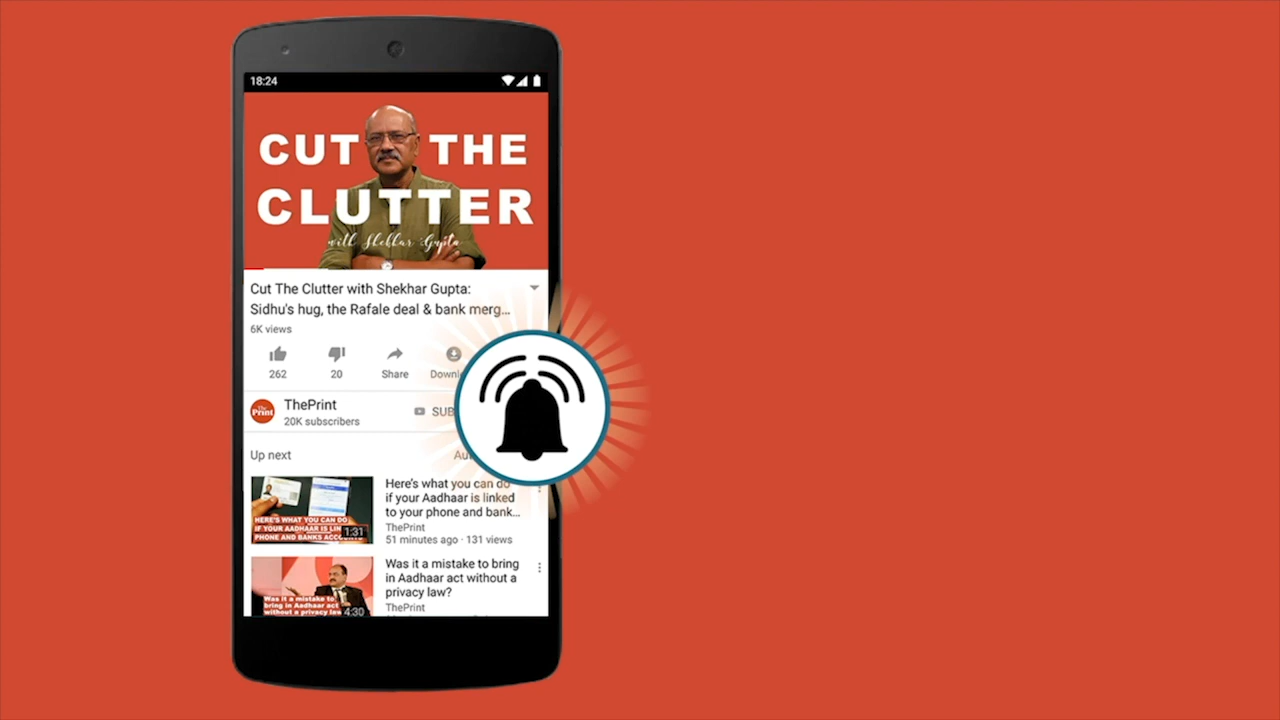 18:24
CUT THE
CLUTTER
with Shekhar Gupta
Cut The Clutter with Shekhar Gupta:
Sidhu's hug, the Rafale deal & bank merg...
6K views
262
20
Share
Downl
The
Print
ThePrint
SUB
20K subscribers
Up next
Au
Here's what you can do
if your Aadhaar is linked
to your phone and bank...
ThePrint
51 minutes ago · 131 views
HERE'S WHAT YOU CAN DO
IF YOUR AADHAAR IS LIN
PHONE AND BANKS ACCOUNTS
1:31
Was it a mistake to bring
in Aadhaar act without a
privacy law?
ThePrint
Was it a mistake to
bring in Aadhaar act
without a privacy law
4:30